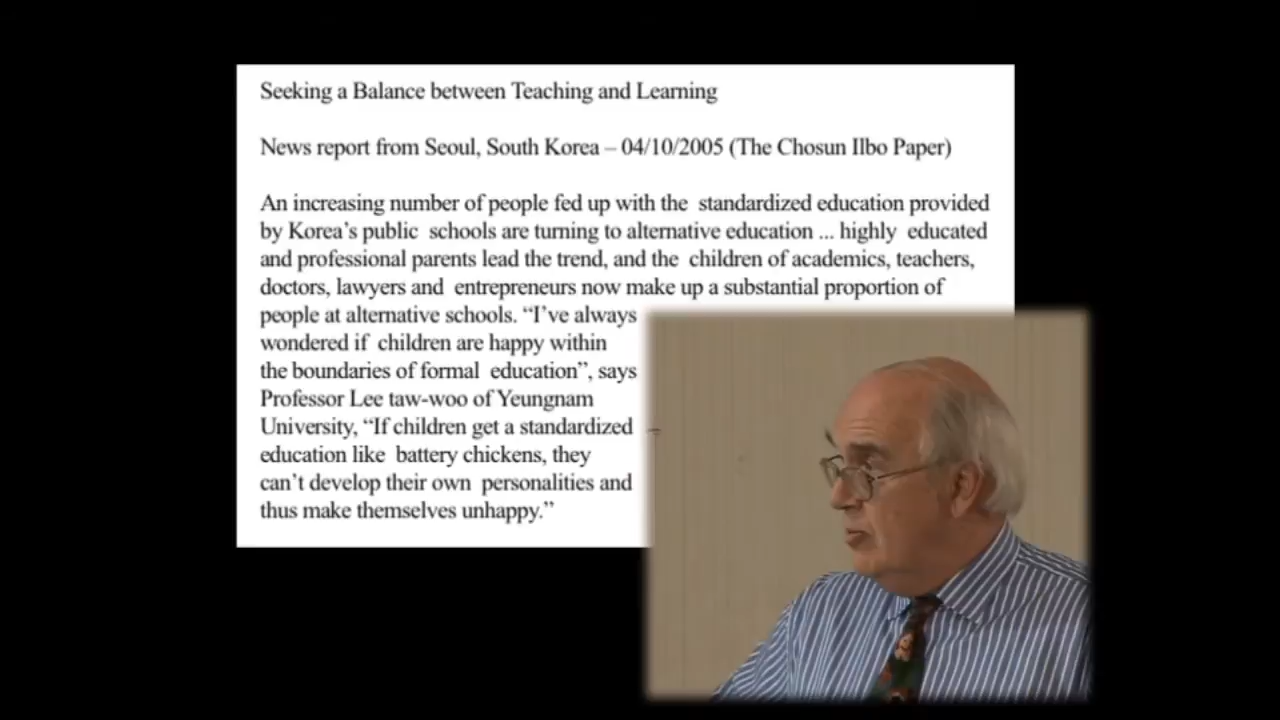 Seeking a Balance between Teaching and Learning
News report from Seoul, South Korea – 04/10/2005 (The Chosun Ilbo Paper)
An increasing number of people fed up with the standardized education provided
by Korea's public schools are turning to alternative education ... highly educated
and professional parents lead the trend, and the children of academics, teachers,
doctors, lawyers and entrepreneurs now make up a substantial proportion of
people at alternative schools. “I've always
wondered if children are happy within
the boundaries of formal education”, says
Professor Lee taw-woo of Yeungnam
University, “If children get a standardized
education like battery chickens, they
can't develop their own personalities and
thus make themselves unhappy.”